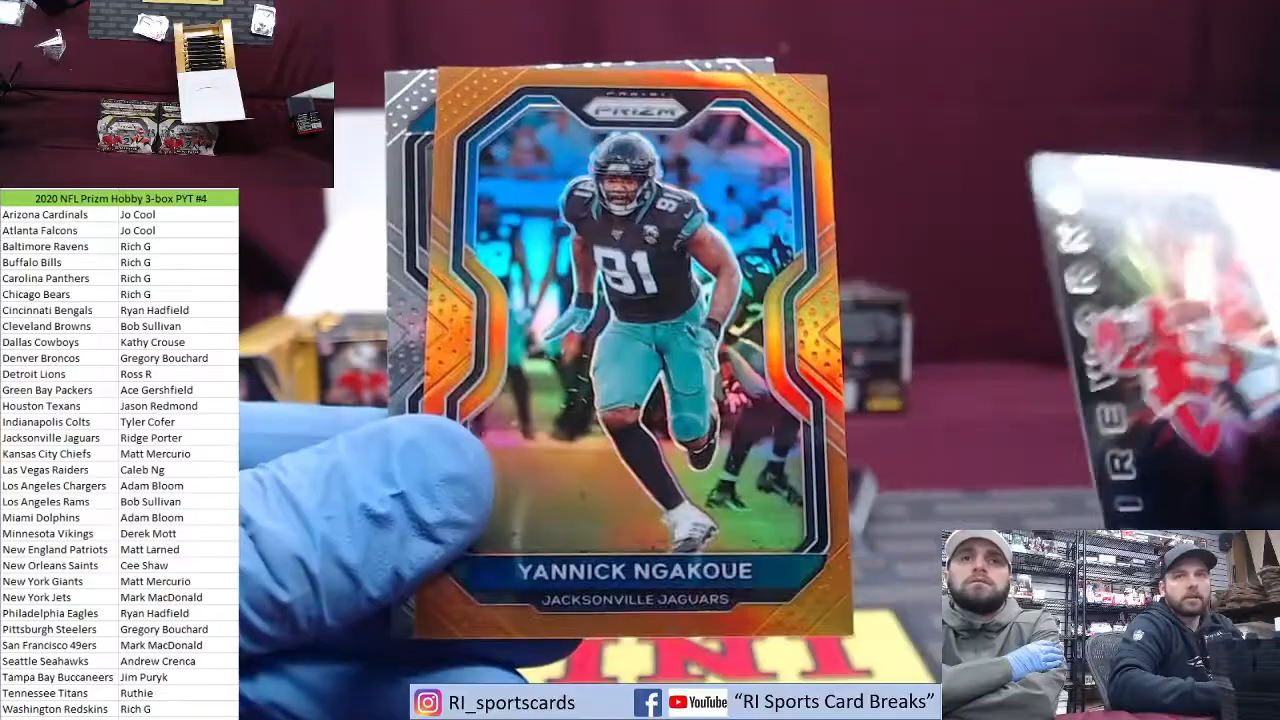 2020 NFL Prizm Hobby 3-box PYT #4
Arizona Cardinals Jo Cool
Atlanta Falcons Jo Cool
Baltimore Ravens Rich G
Buffalo Bills Rich G
Carolina Panthers Rich G
Chicago Bears Rich G
Cincinnati Bengals Ryan Hadfield
Cleveland Browns Bob Sullivan
Dallas Cowboys Kathy Crouse
Denver Broncos Gregory Bouchard
Detroit Lions Ross R
Green Bay Packers Ace Gershfield
Houston Texans Jason Redmond
Indianapolis Colts Tyler Cofer
Jacksonville Jaguars Ridge Porter
Kansas City Chiefs Matt Mercurio
Las Vegas Raiders Caleb Ng
Los Angeles Chargers Adam Bloom
Los Angeles Rams Bob Sullivan
Miami Dolphins Adam Bloom
Minnesota Vikings Derek Mott
New England Patriots Matt Larned
New Orleans Saints Cee Shaw
New York Giants Matt Mercurio
New York Jets Mark MacDonald
Philadelphia Eagles Ryan Hadfield
Pittsburgh Steelers Gregory Bouchard
San Francisco 49ers Mark MacDonald
Seattle Seahawks Andrew Crenca
Tampa Bay Buccaneers Jim Puryk
Tennessee Titans Ruthie
Washington Redskins Rich G
PANINI
PRIZM
91
91
YANNICK NGAKOUE
JACKSONVILLE JAGUARS
RI_sportscards
YouTube
“RI Sports Card Breaks”